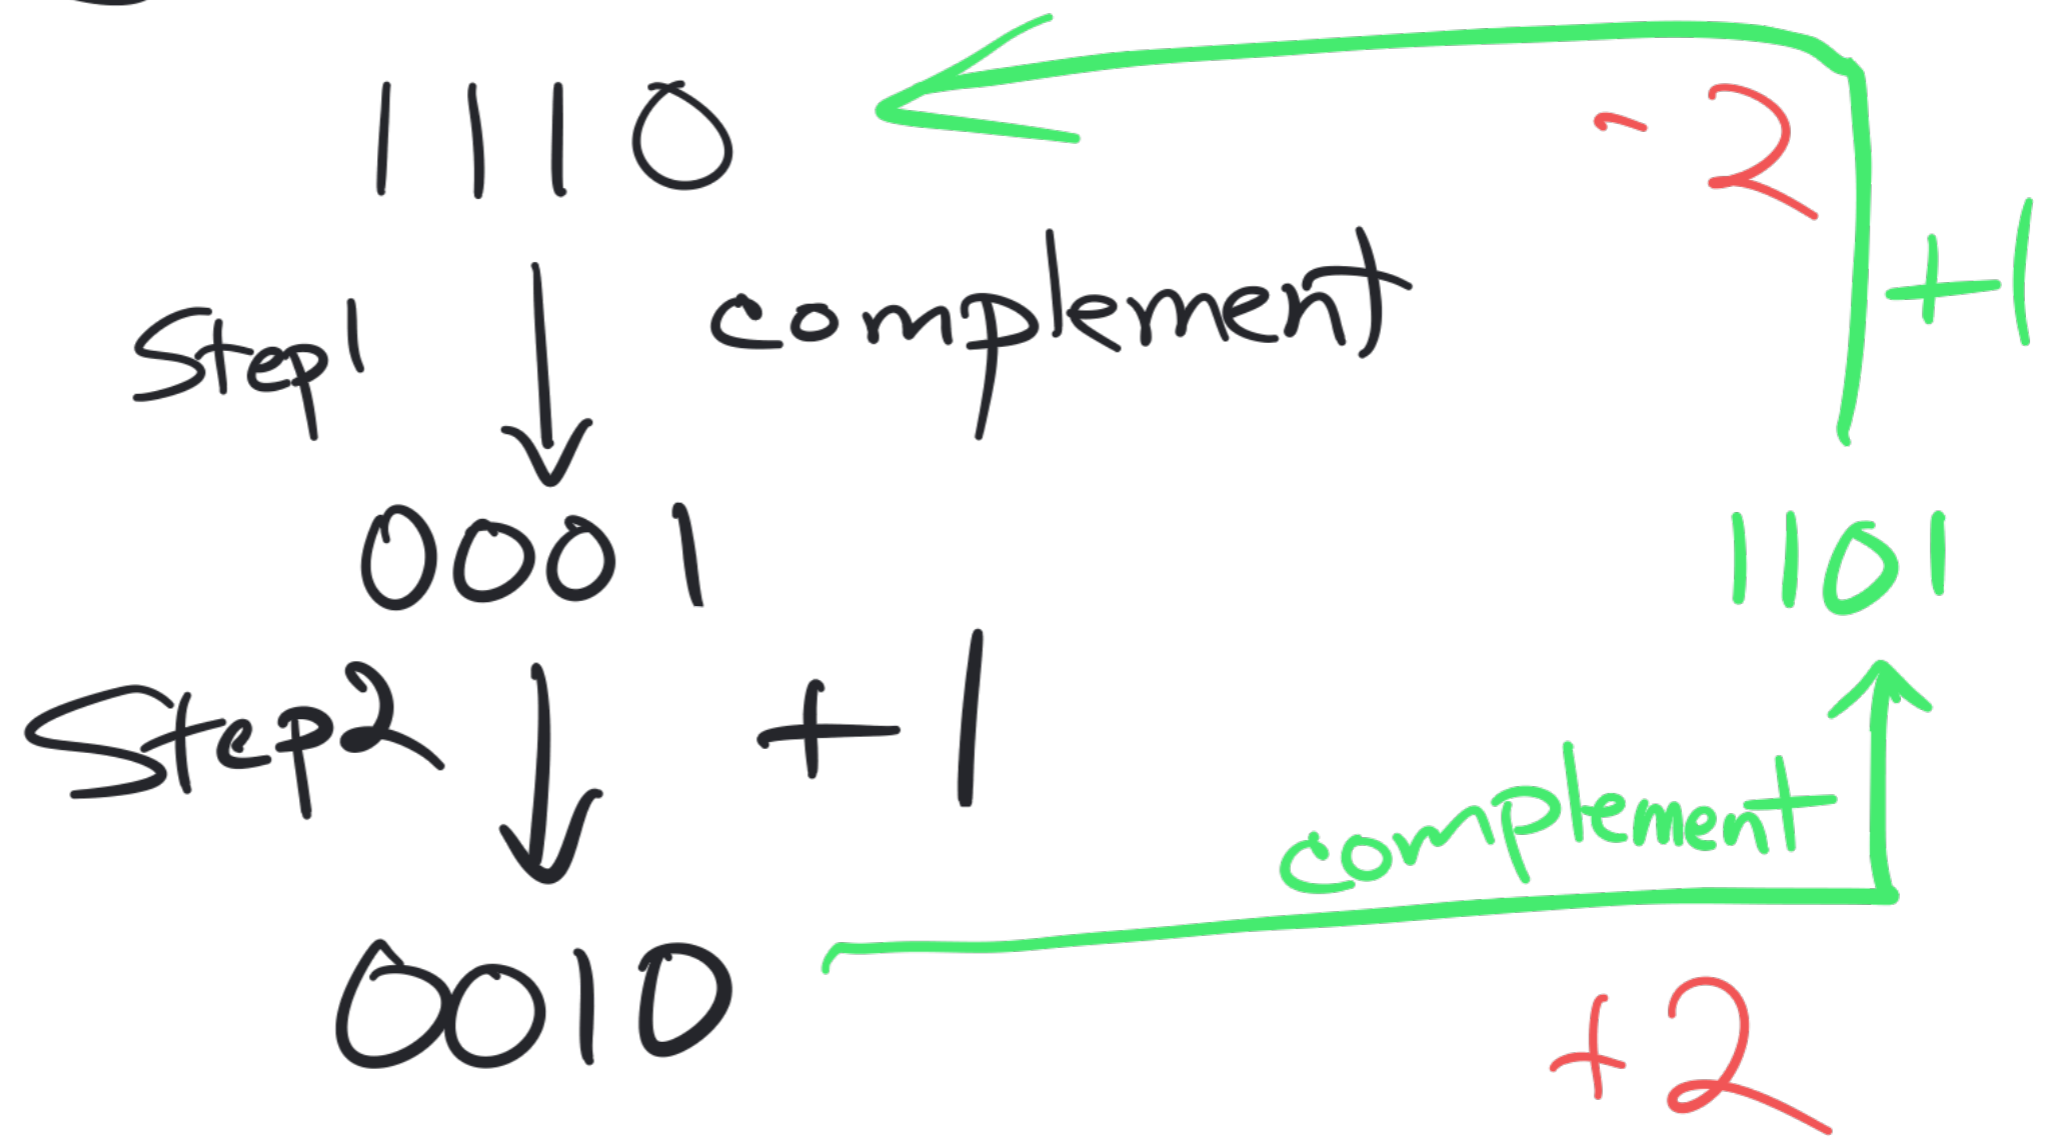 1110
-2
+1
Step1
complement
0001
1101
Step2
+1
complement
0010
+2